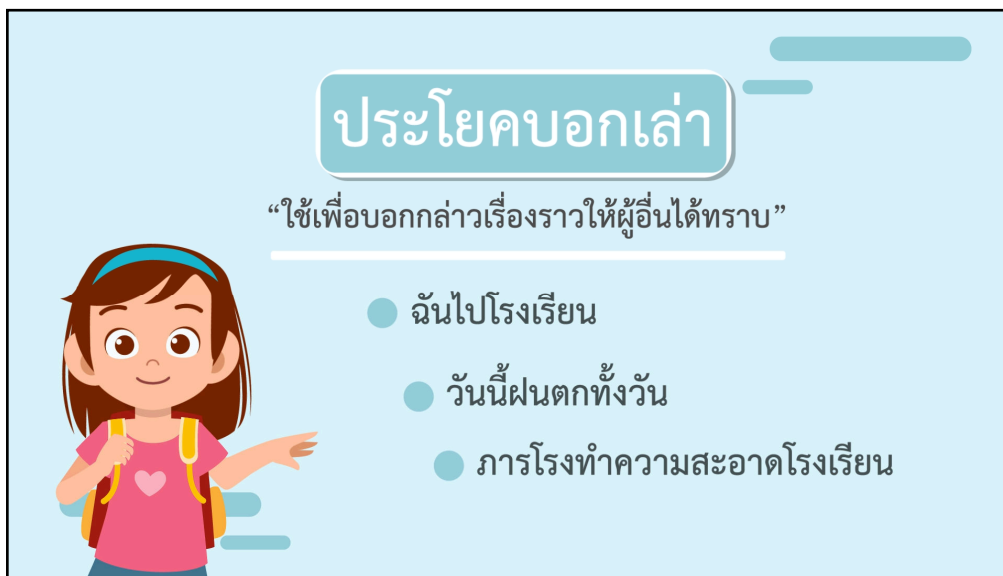 ประโยคบอกเล่า
“ใช้เพื่อบอกกล่าวเรื่องราวให้ผู้อื่นได้ทราบ”
ฉันไปโรงเรียน
วันนี้ฝนตกทั้งวัน
ภารโรงทำความสะอาดโรงเรียน